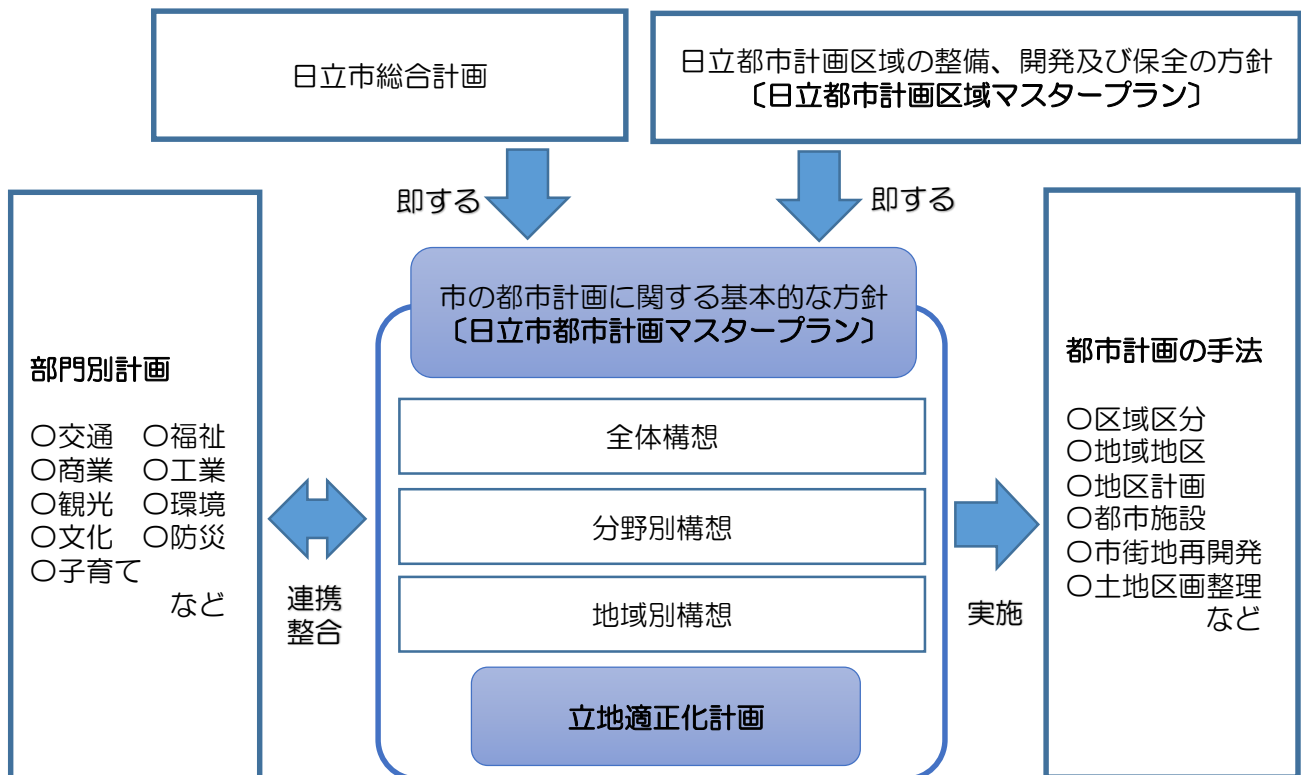 日立市総合計画
日立都市計画区域の整備、開発及び保全の方針
〔日立都市計画区域マスタープラン〕
即する
即する
市の都市計画に関する基本的な方針
〔日立市都市計画マスタープラン〕
全体構想
分野別構想
地域別構想
立地適正化計画
部門別計画
〇交通　〇福祉
〇商業　〇工業
〇観光　〇環境
〇文化　〇防災
〇子育て
など
連携
整合
実施
都市計画の手法
〇区域区分
〇地域地区
〇地区計画
〇都市施設
〇市街地再開発
〇土地区画整理
など